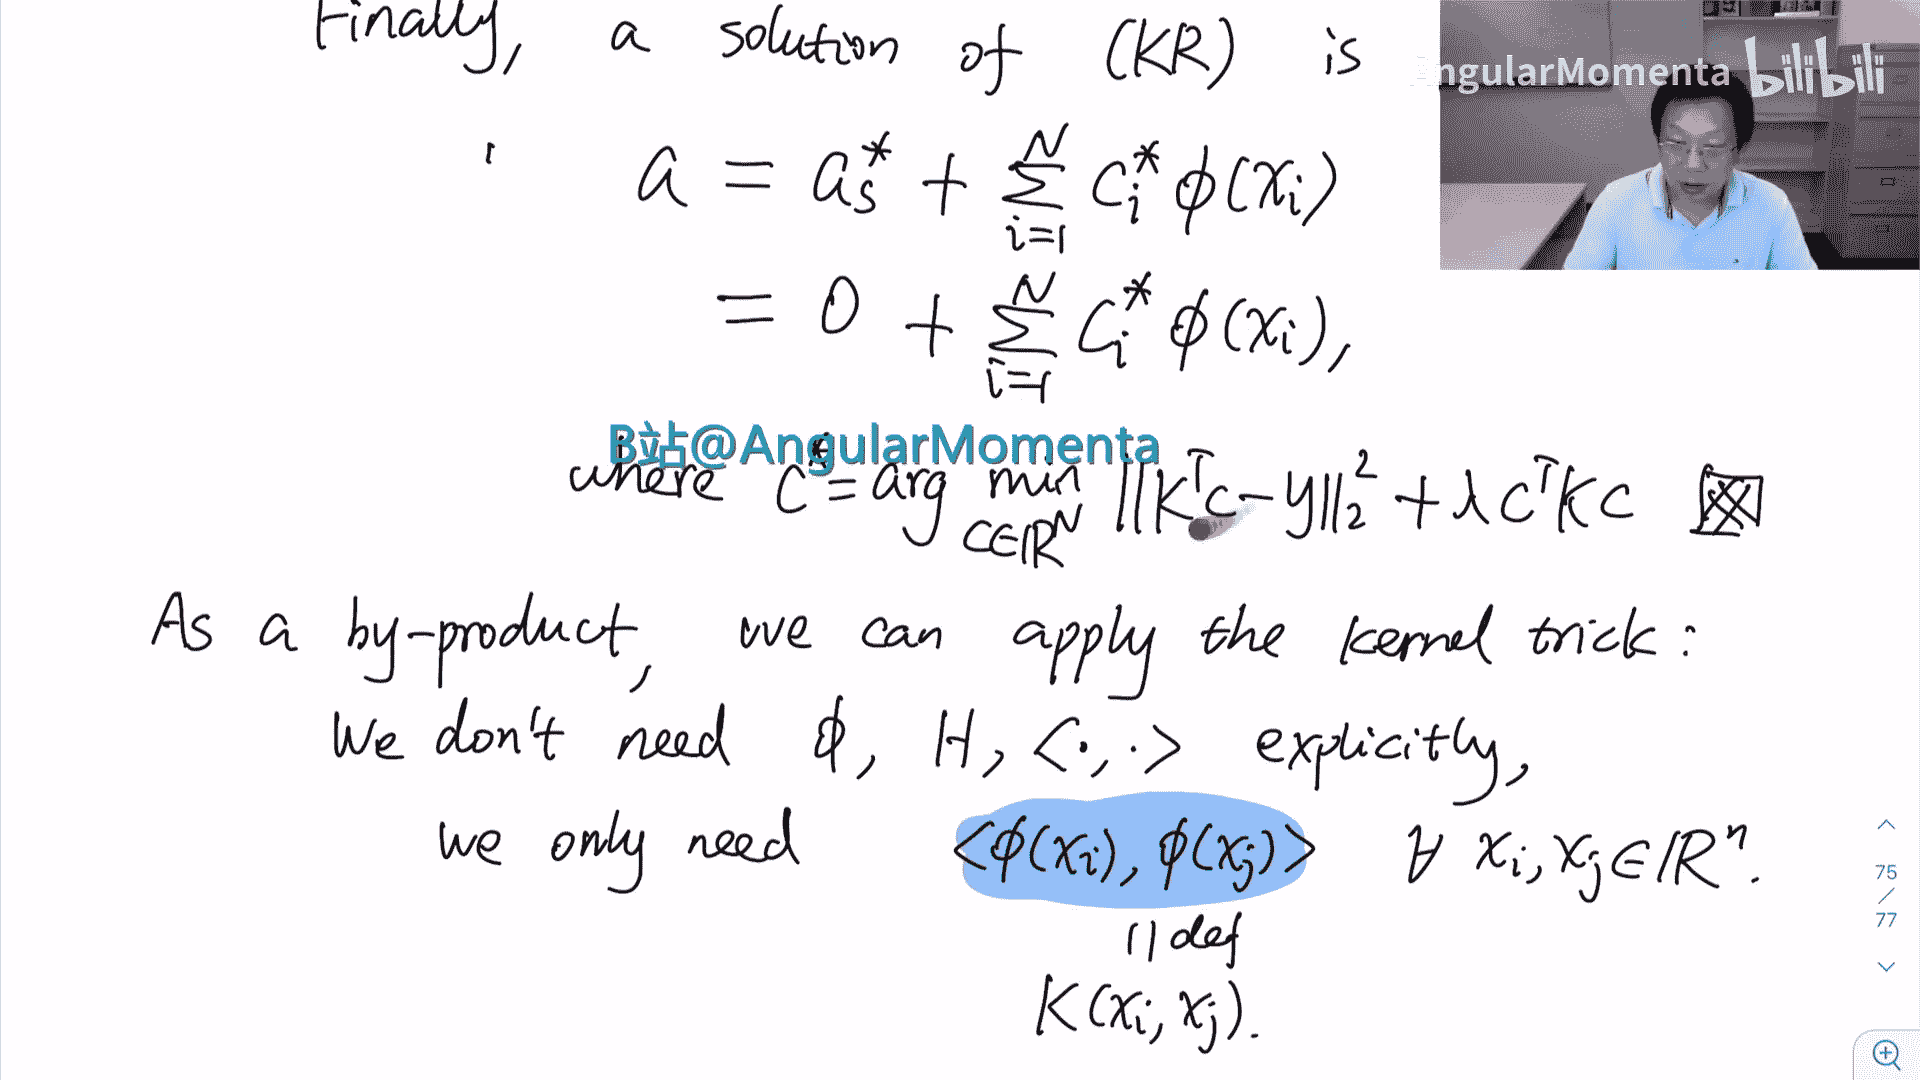 Finally, a solution of (KR) is
AngularMomenta bilibili
a = a_s^* + \sum_{i=1}^{N} c_i^* φ(x_i)
= 0 + \sum_{i=1}^{N} c_i^* φ(x_i),
B站@AngularMomenta
where c^* = arg min_{c∈ℝ^N} ||K^T c - y||_2^2 + λ c^T K c
As a by-product, we can apply the kernel trick:
We don't need φ, H, <·,·> explicitly,
we only need <φ(x_i), φ(x_j)> ∀ x_i, x_j ∈ ℝ^n.
|| def
K(x_i, x_j).
75
/
77